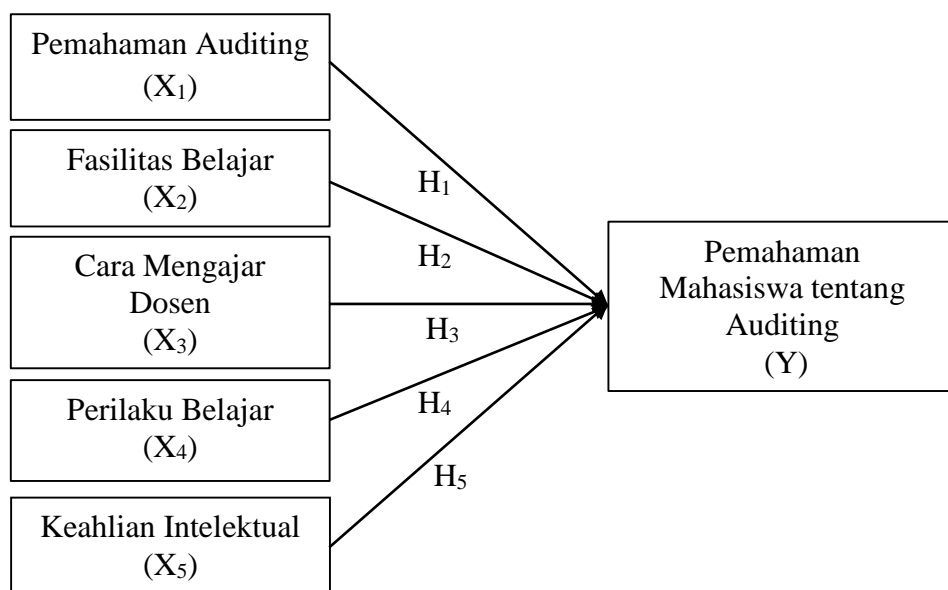 Pemahaman Auditing
(X₁)
Fasilitas Belajar
(X₂)
Cara Mengajar
Dosen
(X₃)
Perilaku Belajar
(X₄)
Keahlian Intelektual
(X₅)
H₁
H₂
H₃
H₄
H₅
Pemahaman
Mahasiswa tentang
Auditing
(Y)